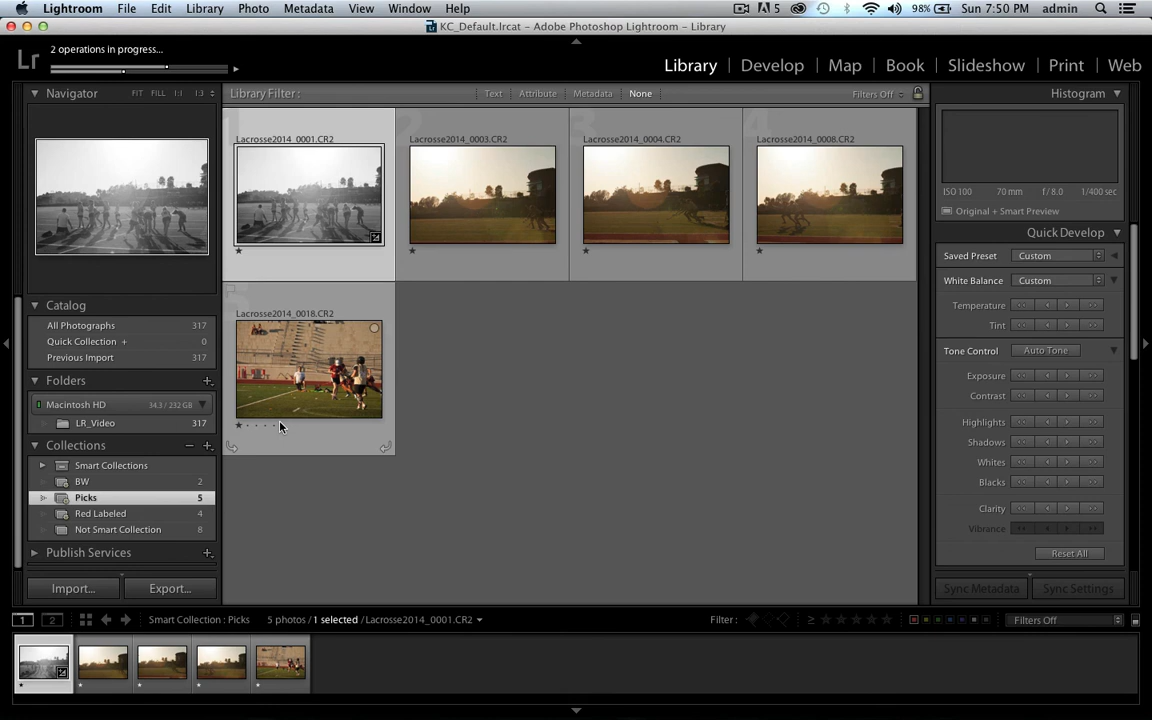 Lightroom File Edit Library Photo Metadata View Window Help 5 98% Sun 7:50 PM admin
KC_Default.lrcat – Adobe Photoshop Lightroom – Library
Lr 2 operations in progress... Library | Develop | Map | Book | Slideshow | Print | Web
Navigator FIT FILL 1:1 1:3
Library Filter : Text Attribute Metadata None Filters Off
Histogram
Lacrosse2014_0001.CR2 Lacrosse2014_0003.CR2 Lacrosse2014_0004.CR2 Lacrosse2014_0008.CR2
1 2 3 4
ISO 100 70 mm f / 8.0 1/400 sec
Original + Smart Preview
Quick Develop
Saved Preset Custom
White Balance Custom
Temperature
Tint
Tone Control Auto Tone
Exposure
Contrast
Highlights
Shadows
Whites
Blacks
Clarity
Vibrance
Reset All
Sync Metadata Sync Settings
Catalog
All Photographs 317
Quick Collection + 0
Previous Import 317
Folders
Macintosh HD 34.3 / 232 GB
LR_Video 317
Collections
Smart Collections
BW 2
Picks 5
Red Labeled 4
Not Smart Collection 8
Publish Services
Import... Export...
5
Lacrosse2014_0018.CR2
1 2 Smart Collection : Picks 5 photos / 1 selected / Lacrosse2014_0001.CR2 Filter : ≥ Filters Off